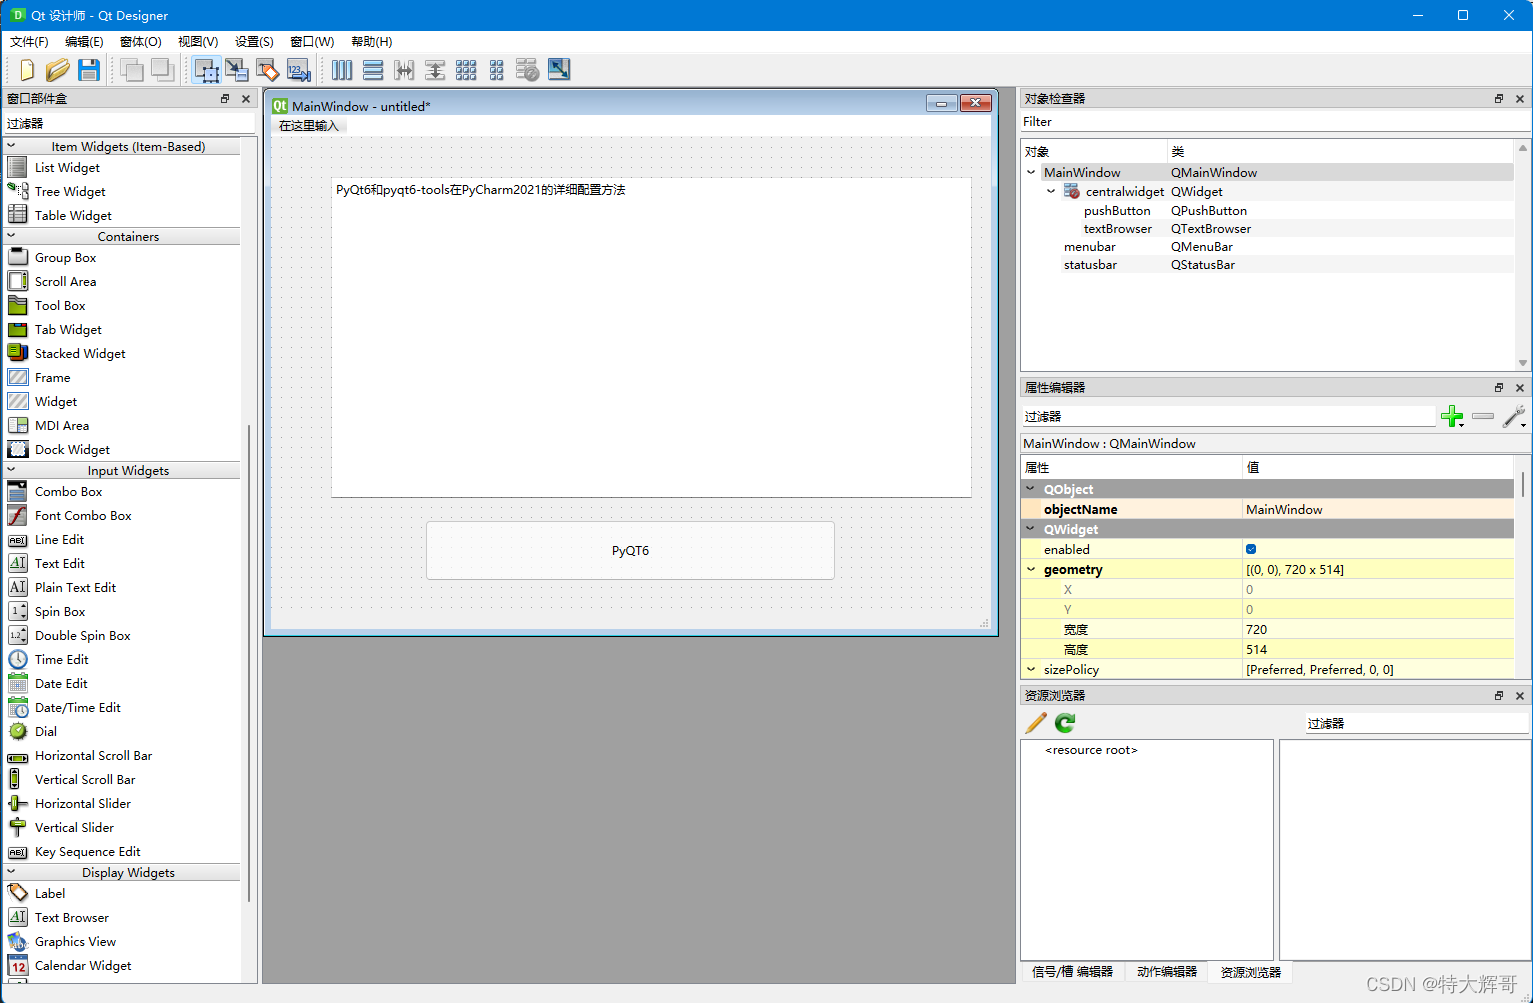 Qt 设计师 - Qt Designer
文件(F) 编辑(E) 窗体(O) 视图(V) 设置(S) 窗口(W) 帮助(H)
窗口部件盒
过滤器
Item Widgets (Item-Based)
List Widget
Tree Widget
Table Widget
Containers
Group Box
Scroll Area
Tool Box
Tab Widget
Stacked Widget
Frame
Widget
MDI Area
Dock Widget
Input Widgets
Combo Box
Font Combo Box
Line Edit
Text Edit
Plain Text Edit
Spin Box
Double Spin Box
Time Edit
Date Edit
Date/Time Edit
Dial
Horizontal Scroll Bar
Vertical Scroll Bar
Horizontal Slider
Vertical Slider
Key Sequence Edit
Display Widgets
Label
Text Browser
Graphics View
Calendar Widget
MainWindow - untitled*
在这里输入
PyQt6和pyqt6-tools在PyCharm2021的详细配置方法
PyQT6
对象检查器
Filter
对象 类
MainWindow QMainWindow
centralwidget QWidget
pushButton QPushButton
textBrowser QTextBrowser
menubar QMenuBar
statusbar QStatusBar
属性编辑器
过滤器
MainWindow : QMainWindow
属性 值
QObject
objectName MainWindow
QWidget
enabled
geometry [(0, 0), 720 x 514]
X 0
Y 0
宽度 720
高度 514
sizePolicy [Preferred, Preferred, 0, 0]
资源浏览器
过滤器
<resource root>
信号/槽 编辑器 动作编辑器 资源浏览器
CSDN @特大辉哥